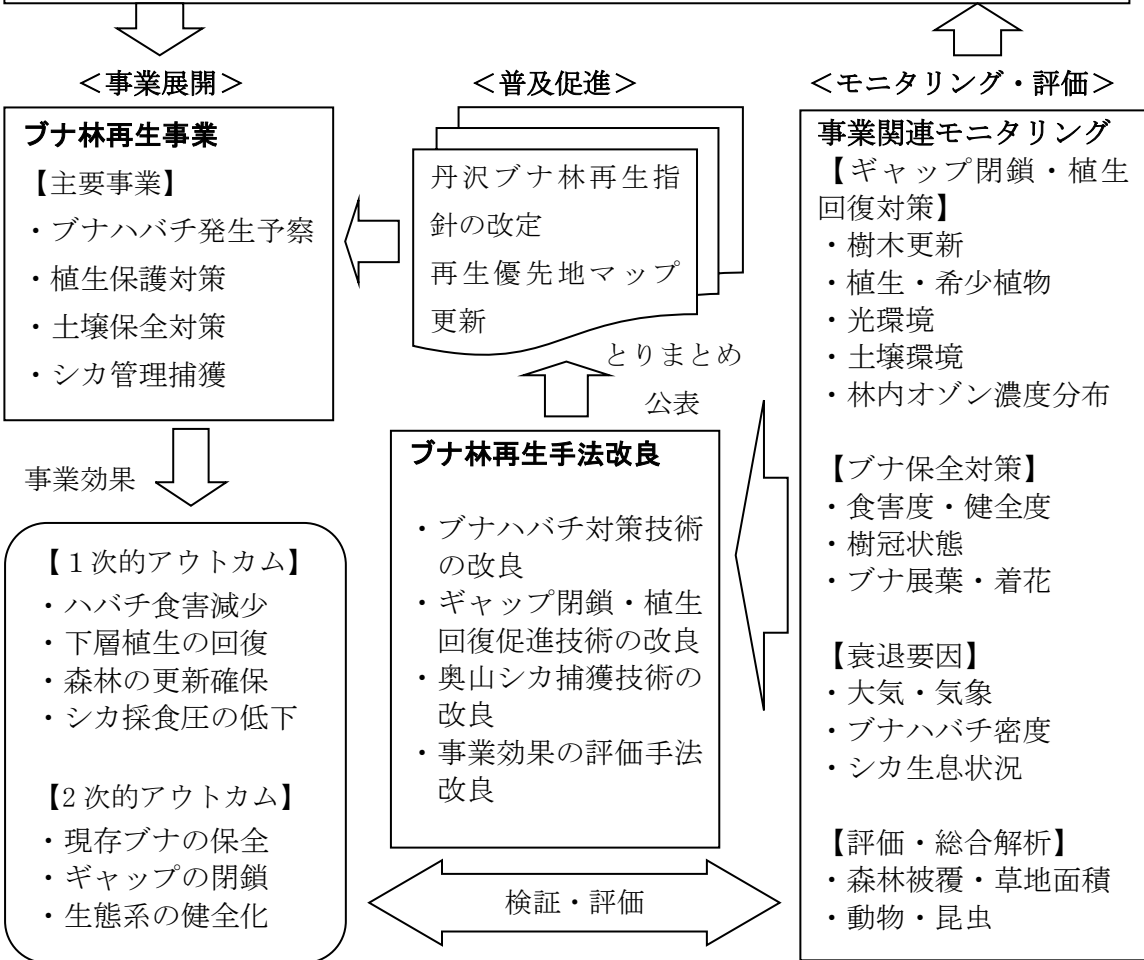 ＜事業展開＞
ブナ林再生事業
【主要事業】
・ブナハバチ発生予察
・植生保護対策
・土壌保全対策
・シカ管理捕獲
事業効果
【１次的アウトカム】
・ハバチ食害減少
・下層植生の回復
・森林の更新確保
・シカ採食圧の低下
【2 次的アウトカム】
・現存ブナの保全
・ギャップの閉鎖
・生態系の健全化
＜普及促進＞
丹沢ブナ林再生指
針の改定
再生優先地マップ
更新
とりまとめ
公表
ブナ林再生手法改良
・ブナハバチ対策技術
の改良
・ギャップ閉鎖・植生
回復促進技術の改良
・奥山シカ捕獲技術の
改良
・事業効果の評価手法
改良
検証・評価
＜モニタリング・評価＞
事業関連モニタリング
【ギャップ閉鎖・植生
回復対策】
・樹木更新
・植生・希少植物
・光環境
・土壌環境
・林内オゾン濃度分布
【ブナ保全対策】
・食害度・健全度
・樹冠状態
・ブナ展葉・着花
【衰退要因】
・大気・気象
・ブナハバチ密度
・シカ生息状況
【評価・総合解析】
・森林被覆・草地面積
・動物・昆虫